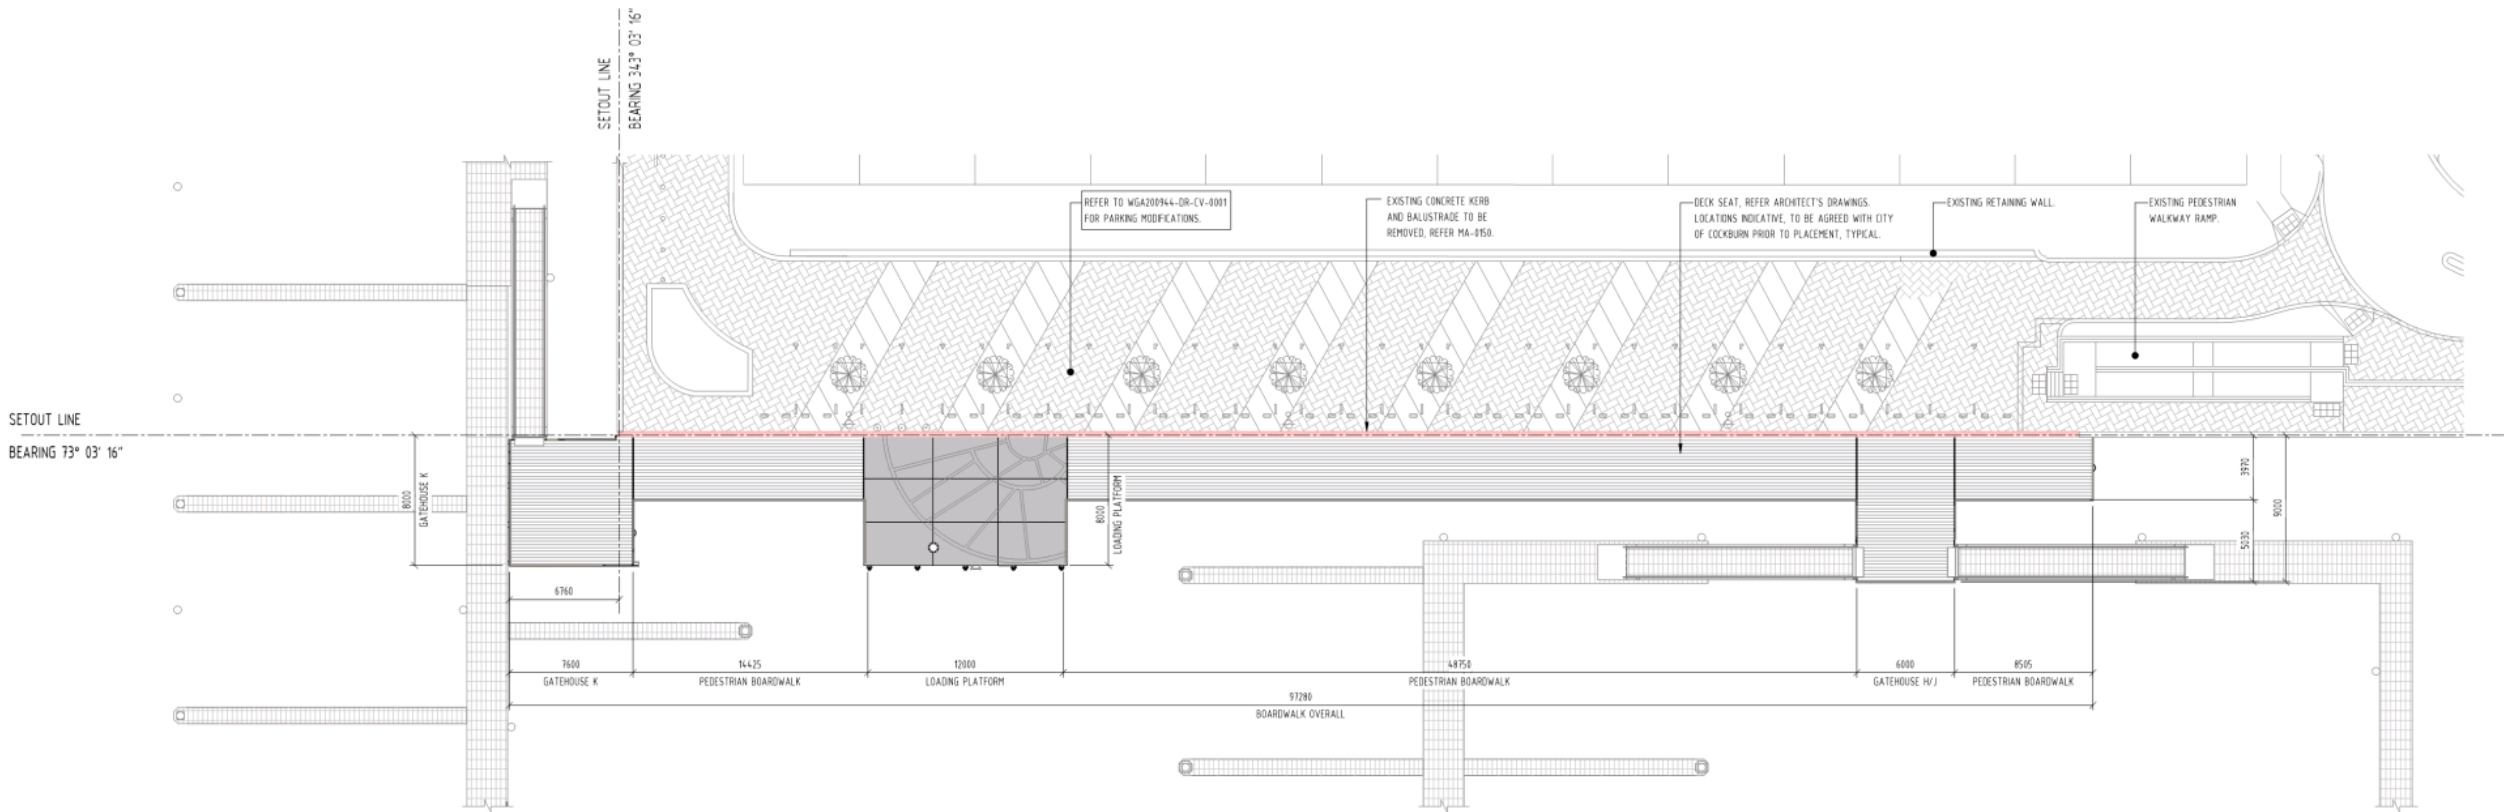 SETOUT LINE
BEARING 343° 03' 16"
REFER TO WGA200944-DR-CV-0001
FOR PARKING MODIFICATIONS.
EXISTING CONCRETE KERB
AND BALUSTRADE TO BE
REMOVED, REFER MA-0150.
DECK SEAT, REFER ARCHITECT'S DRAWINGS.
LOCATIONS INDICATIVE, TO BE AGREED WITH CITY
OF COCKBURN PRIOR TO PLACEMENT, TYPICAL.
EXISTING RETAINING WALL.
EXISTING PEDESTRIAN
WALKWAY RAMP.
SETOUT LINE
BEARING 73° 03' 16"
8000
GATEHOUSE K
8000
LOADING PLATFORM
3970
5030
9000
6760
7600
GATEHOUSE K
14425
PEDESTRIAN BOARDWALK
12000
LOADING PLATFORM
48750
PEDESTRIAN BOARDWALK
6000
GATEHOUSE H/J
8505
PEDESTRIAN BOARDWALK
97280
BOARDWALK OVERALL